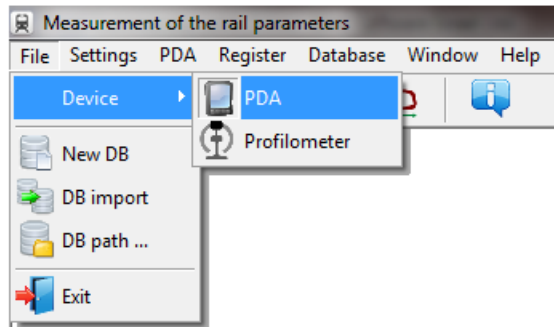 Measurement of the rail parameters
File Settings PDA Register Database Window Help
Device
PDA
Profilometer
New DB
DB import
DB path ...
Exit